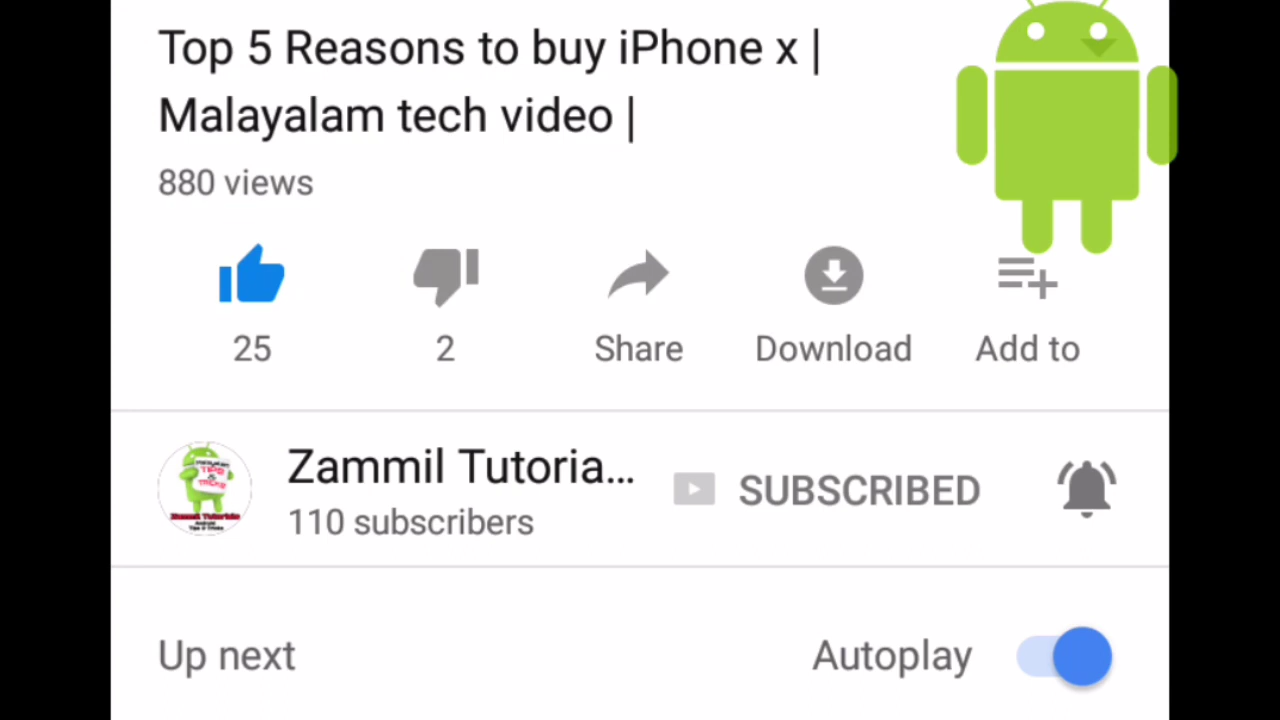 Top 5 Reasons to buy iPhone x |
Malayalam tech video |
880 views
25
2
Share
Download
Add to
Zammil Tutoria...
110 subscribers
SUBSCRIBED
Up next
Autoplay